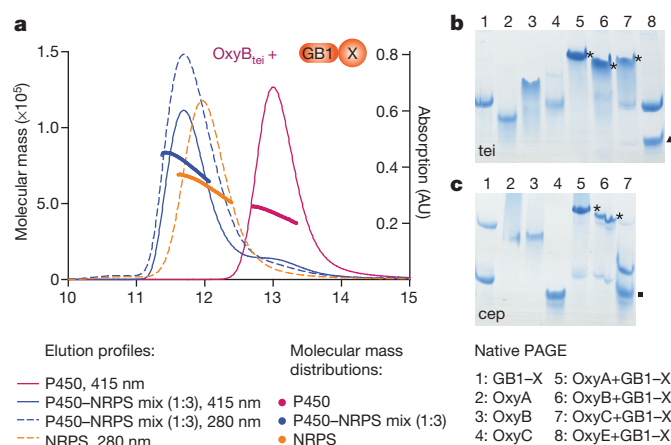 a
OxyBtei + GB1 X
b
1 2 3 4 5 6 7 8
* * *
tei
c
1 2 3 4 5 6 7
* *
cep
Molecular mass (×10⁵)
1.5
1.0
0.5
0
Absorption (AU)
0.8
0.6
0.4
0.2
10 11 12 13 14 15
Elution profiles:
P450, 415 nm
P450–NRPS mix (1:3), 415 nm
P450–NRPS mix (1:3), 280 nm
NRPS, 280 nm
Molecular mass
distributions:
P450
P450–NRPS mix (1:3)
NRPS
Native PAGE
1: GB1–X 5: OxyA+GB1–X
2: OxyA 6: OxyB+GB1–X
3: OxyB 7: OxyC+GB1–X
4: OxyC 8: OxyE+GB1–X